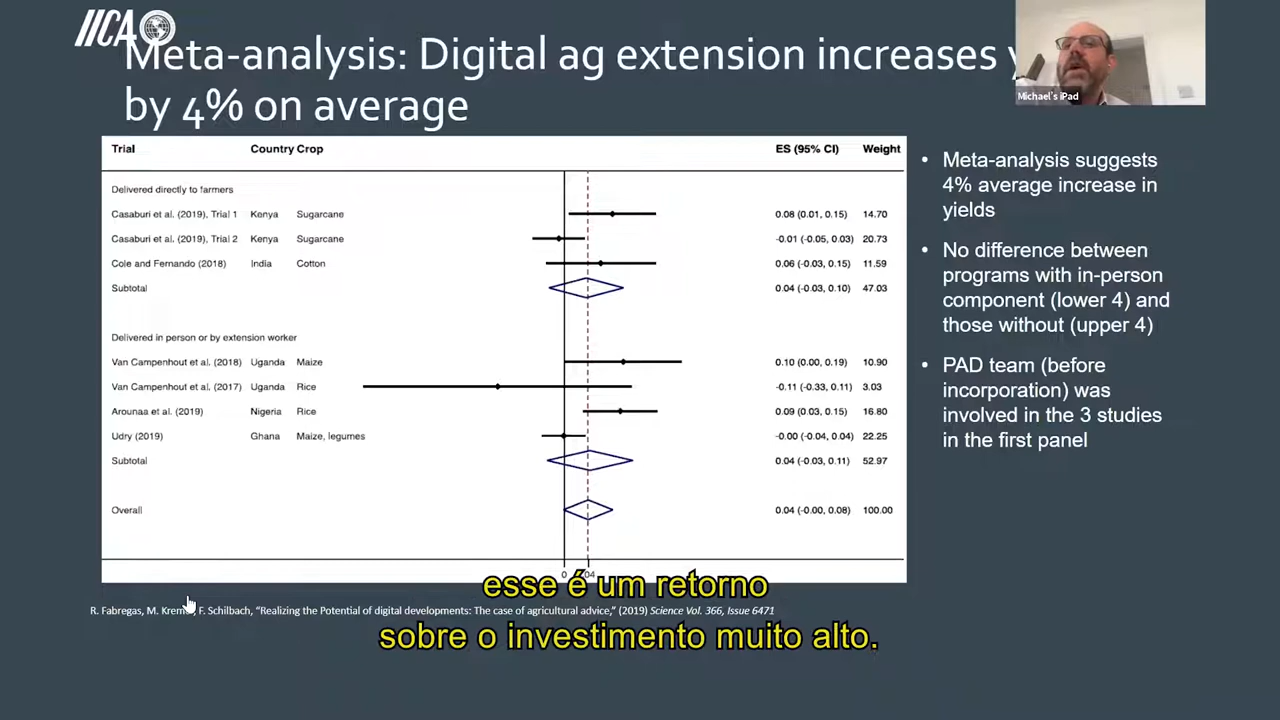 IICA
Meta-analysis: Digital ag extension increases
by 4% on average
Michael's iPad
Trial Country Crop ES (95% CI) Weight
Delivered directly to farmers
Casaburi et al. (2019), Trial 1 Kenya Sugarcane 0.08 (0.01, 0.15) 14.70
Casaburi et al. (2019), Trial 2 Kenya Sugarcane -0.01 (-0.05, 0.03) 20.73
Cole and Fernando (2018) India Cotton 0.06 (-0.03, 0.15) 11.59
Subtotal 0.04 (-0.03, 0.10) 47.03
Delivered in person or by extension worker
Van Campenhout et al. (2018) Uganda Maize 0.10 (0.00, 0.19) 10.90
Van Campenhout et al. (2017) Uganda Rice -0.11 (-0.33, 0.11) 3.03
Arounaa et al. (2019) Nigeria Rice 0.09 (0.03, 0.15) 16.80
Udry (2019) Ghana Maize, legumes -0.00 (-0.04, 0.04) 22.25
Subtotal 0.04 (-0.03, 0.11) 52.97
Overall 0.04 (-0.00, 0.08) 100.00
0
• Meta-analysis suggests
4% average increase in
yields
• No difference between
programs with in-person
component (lower 4) and
those without (upper 4)
• PAD team (before
incorporation) was
involved in the 3 studies
in the first panel
R. Fabregas, M. F. Schilbach, "Realizing the Potential of digital developments: The case of agricultural advice," (2019) Science Vol. 366, Issue 6471
esse é um retorno
sobre o investimento muito alto.